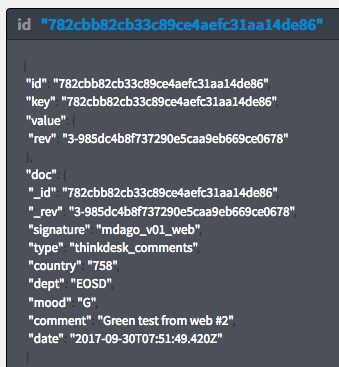 id "782cbb82cb33c89ce4aefc31aa14de86"
{
"id": "782cbb82cb33c89ce4aefc31aa14de86",
"key": "782cbb82cb33c89ce4aefc31aa14de86",
"value": {
"rev": "3-985dc4b8f737290e5caa9eb669ce0678"
},
"doc": {
"_id": "782cbb82cb33c89ce4aefc31aa14de86",
"_rev": "3-985dc4b8f737290e5caa9eb669ce0678",
"signature": "mdago_v01_web",
"type": "thinkdesk_comments",
"country": "758",
"dept": "EOSD",
"mood": "G",
"comment": "Green test from web #2",
"date": "2017-09-30T07:51:49.420Z"
}